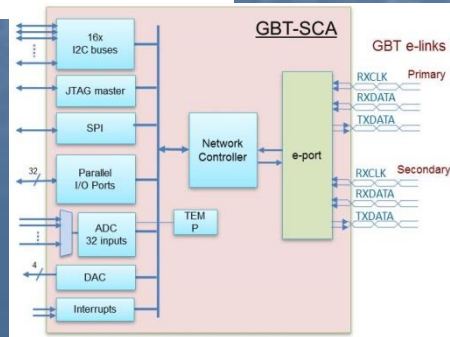 GBT-SCA
16x
I2C buses
JTAG master
SPI
32
Parallel
I/O Ports
ADC
32 inputs
TEM
P
4
DAC
Interrupts
Network
Controller
e-port
GBT e-links
RXCLK
Primary
RXDATA
TXDATA
Secondary
RXCLK
RXDATA
TXDATA